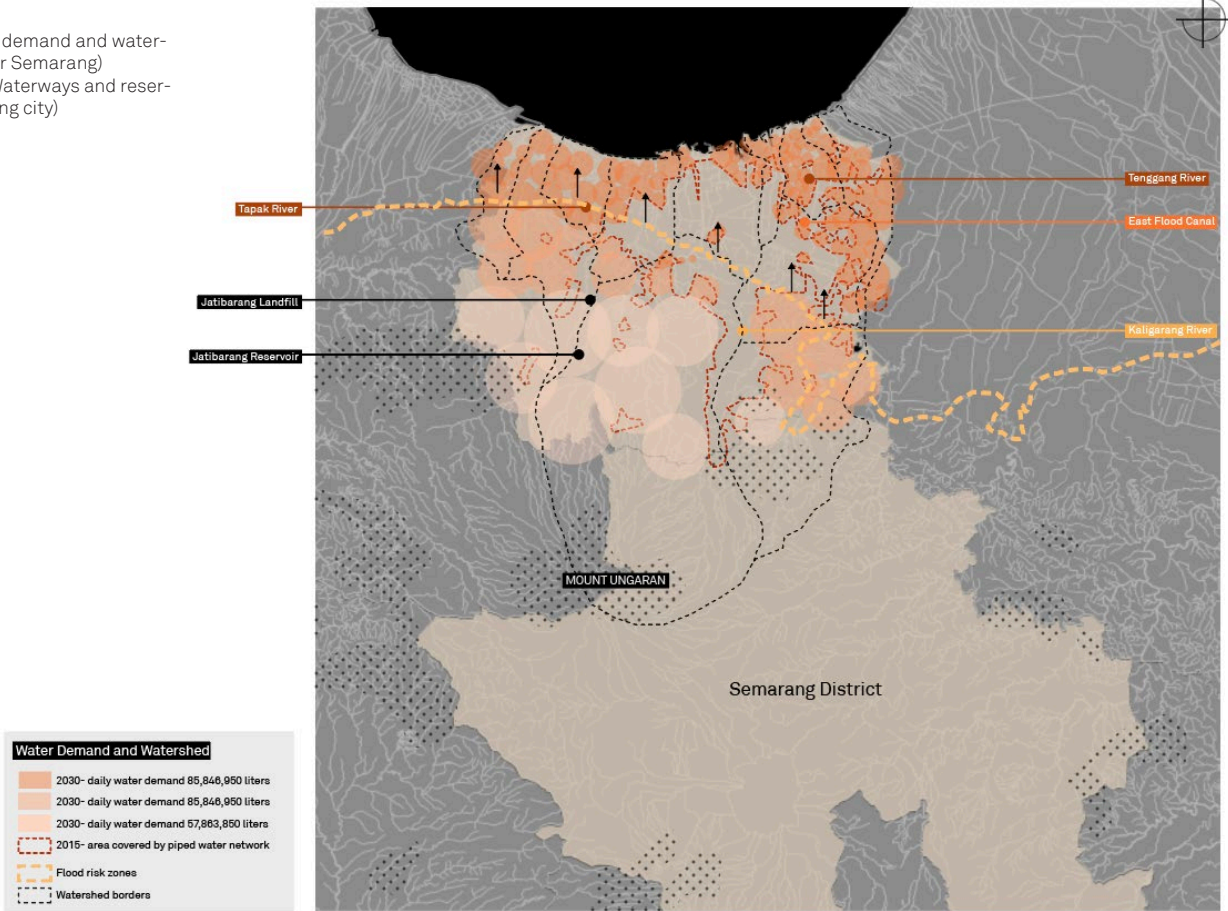 demand and water-
r Semarang)
Waterways and reser-
ng city)
Tenggang River
Tapak River
East Flood Canal
Jatibarang Landfill
Kaligarang River
Jatibarang Reservoir
MOUNT UNGARAN
Semarang District
Water Demand and Watershed
2030- daily water demand 85,846,950 liters
2030- daily water demand 85,846,950 liters
2030- daily water demand 57,863,850 liters
2015- area covered by piped water network
Flood risk zones
Watershed borders